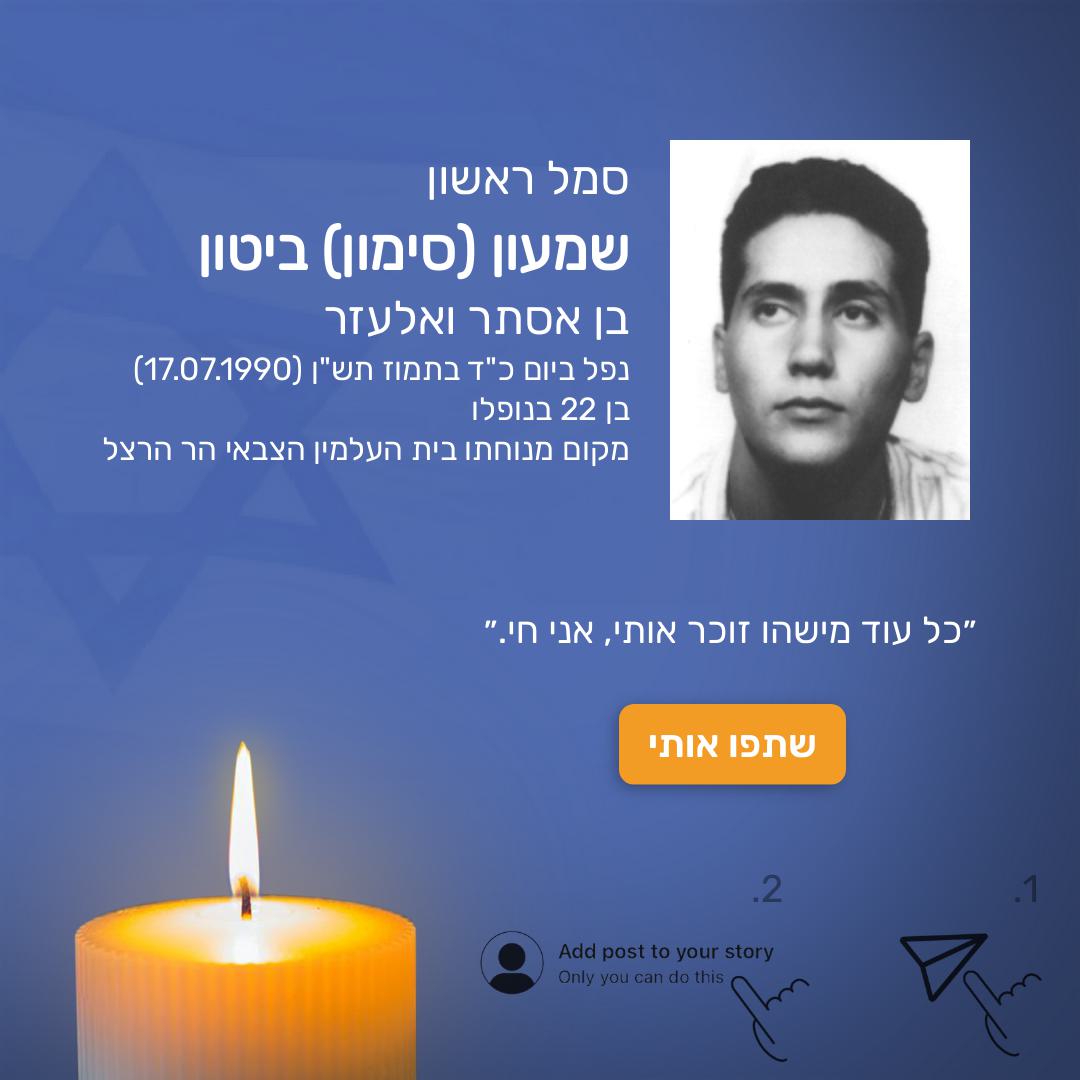 סמל ראשון
שמעון (סימון) ביטון
בן אסתר ואלעזר
נפל ביום כ"ד בתמוז תש"ן (17.07.1990)
בן 22 בנופלו
מקום מנוחתו בית העלמין הצבאי הר הרצל
״כל עוד מישהו זוכר אותי, אני חי.״
שתפו אותי
.1
.2
Add post to your story
Only you can do this